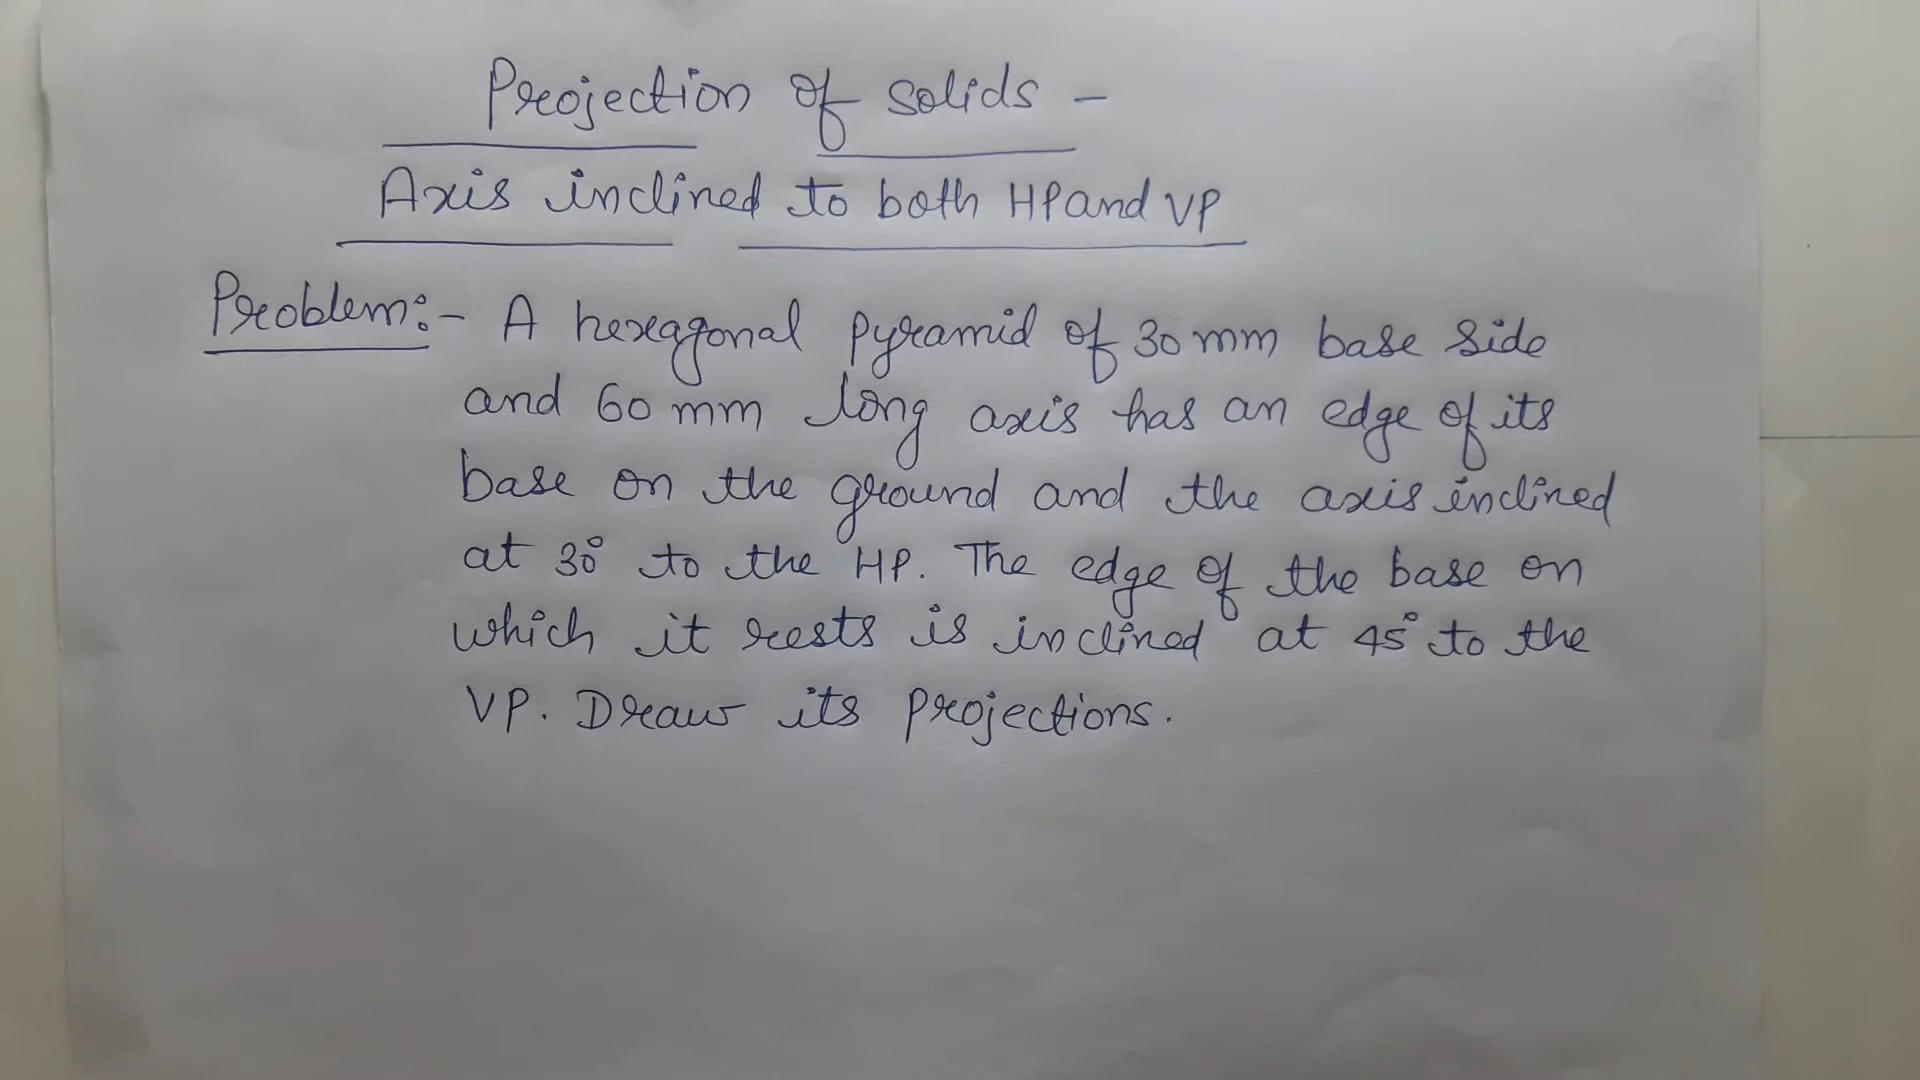 Projection of solids -
Axis inclined to both HP and VP
Problem:- A hexagonal pyramid of 30 mm base side
and 60 mm long axis has an edge of its
base on the ground and the axis inclined
at 30° to the HP. The edge of the base on
which it rests is inclined at 45° to the
VP. Draw its projections.